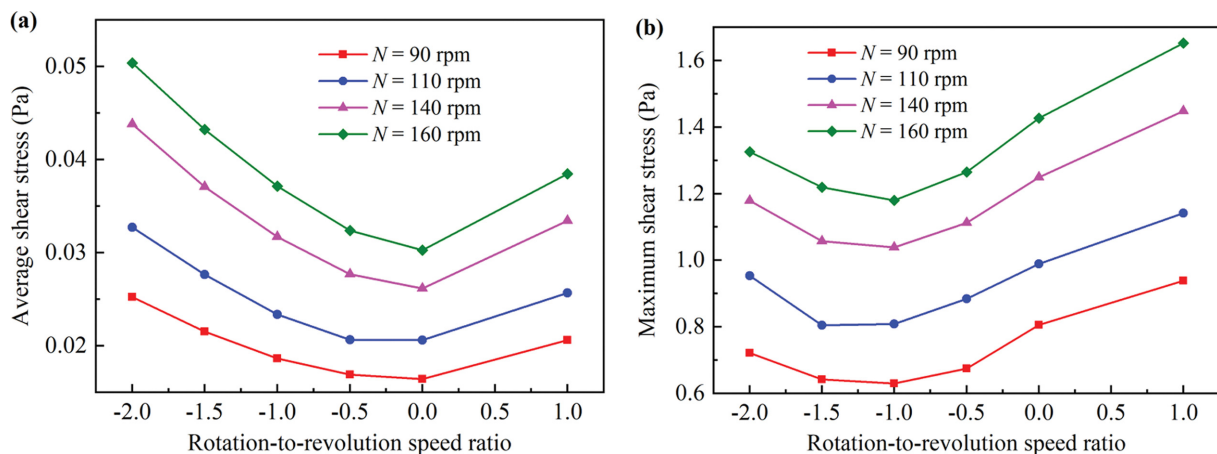 (a)
N = 90 rpm
N = 110 rpm
N = 140 rpm
N = 160 rpm
Average shear stress (Pa)
0.05
0.04
0.03
0.02
-2.0 -1.5 -1.0 -0.5 0.0 0.5 1.0
Rotation-to-revolution speed ratio
(b)
N = 90 rpm
N = 110 rpm
N = 140 rpm
N = 160 rpm
Maximum shear stress (Pa)
1.6
1.4
1.2
1.0
0.8
0.6
-2.0 -1.5 -1.0 -0.5 0.0 0.5 1.0
Rotation-to-revolution speed ratio